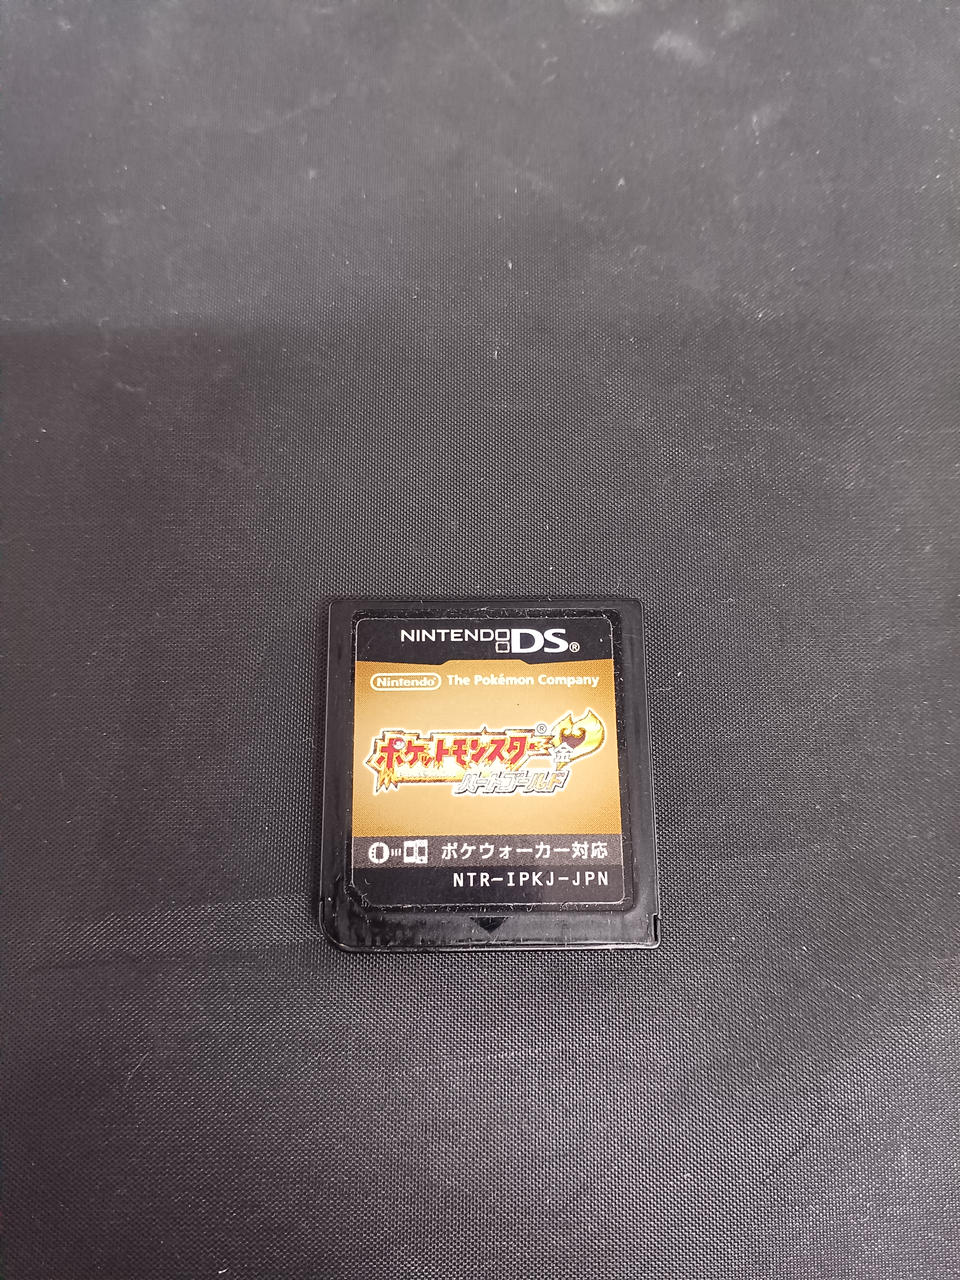 NINTENDO DS®
Nintendo® The Pokémon Company
ポケットモンスター®
金
ハートゴールド
ポケウォーカー対応
NTR-IPKJ-JPN